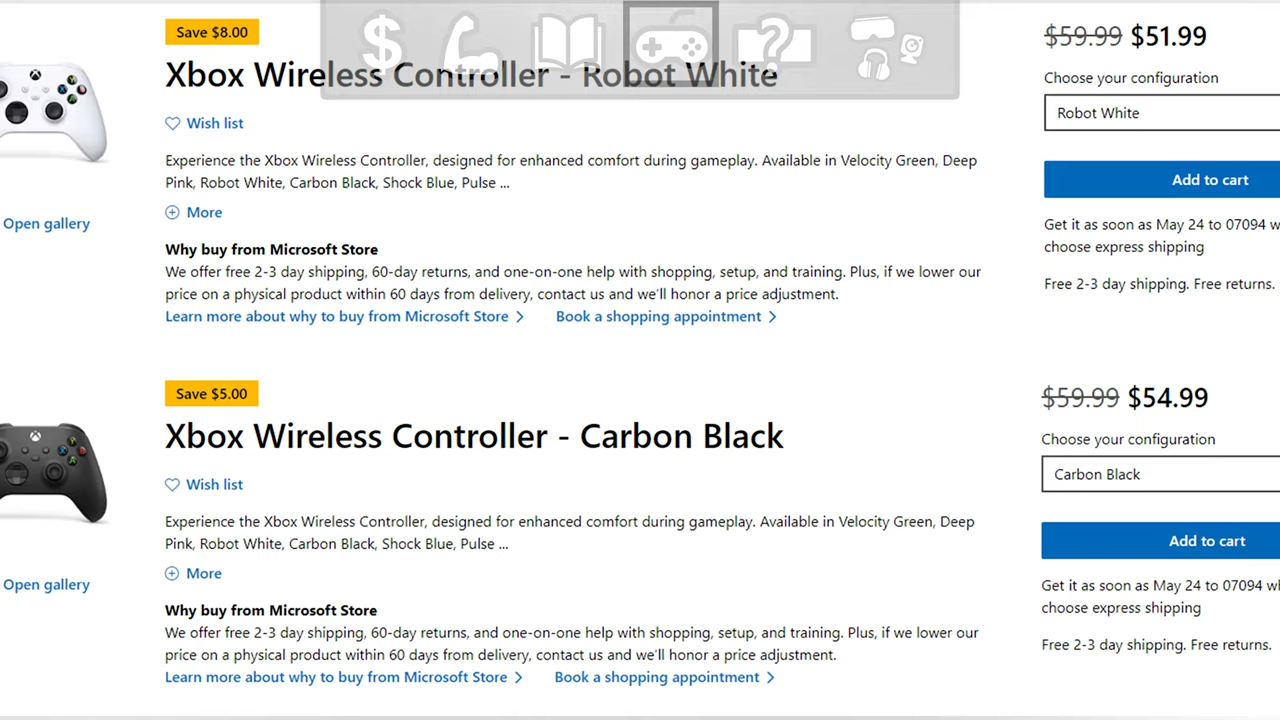 Save $8.00
Xbox Wireless Controller - Robot White
Wish list
Experience the Xbox Wireless Controller, designed for enhanced comfort during gameplay. Available in Velocity Green, Deep
Pink, Robot White, Carbon Black, Shock Blue, Pulse ...
More
Open gallery
Why buy from Microsoft Store
We offer free 2-3 day shipping, 60-day returns, and one-on-one help with shopping, setup, and training. Plus, if we lower our
price on a physical product within 60 days from delivery, contact us and we'll honor a price adjustment.
Learn more about why to buy from Microsoft Store
Book a shopping appointment
$59.99 $51.99
Choose your configuration
Robot White
Add to cart
Get it as soon as May 24 to 07094
choose express shipping
Free 2-3 day shipping. Free returns.
Save $5.00
Xbox Wireless Controller - Carbon Black
Wish list
Experience the Xbox Wireless Controller, designed for enhanced comfort during gameplay. Available in Velocity Green, Deep
Pink, Robot White, Carbon Black, Shock Blue, Pulse ...
More
Open gallery
Why buy from Microsoft Store
We offer free 2-3 day shipping, 60-day returns, and one-on-one help with shopping, setup, and training. Plus, if we lower our
price on a physical product within 60 days from delivery, contact us and we'll honor a price adjustment.
Learn more about why to buy from Microsoft Store
Book a shopping appointment
$59.99 $54.99
Choose your configuration
Carbon Black
Add to cart
Get it as soon as May 24 to 07094
choose express shipping
Free 2-3 day shipping. Free returns.